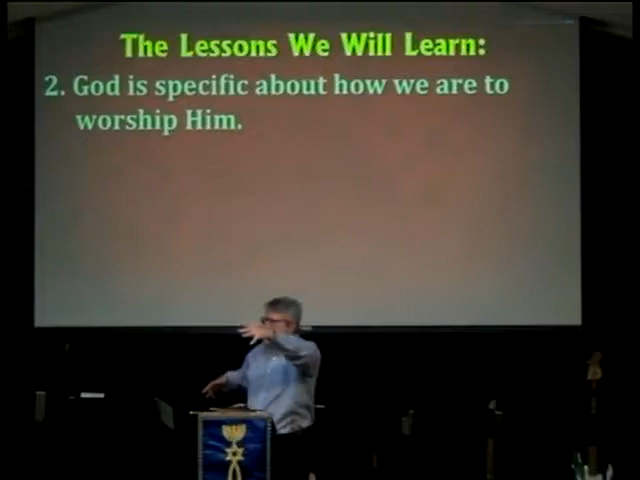 The Lessons We Will Learn:
2. God is specific about how we are to
worship Him.